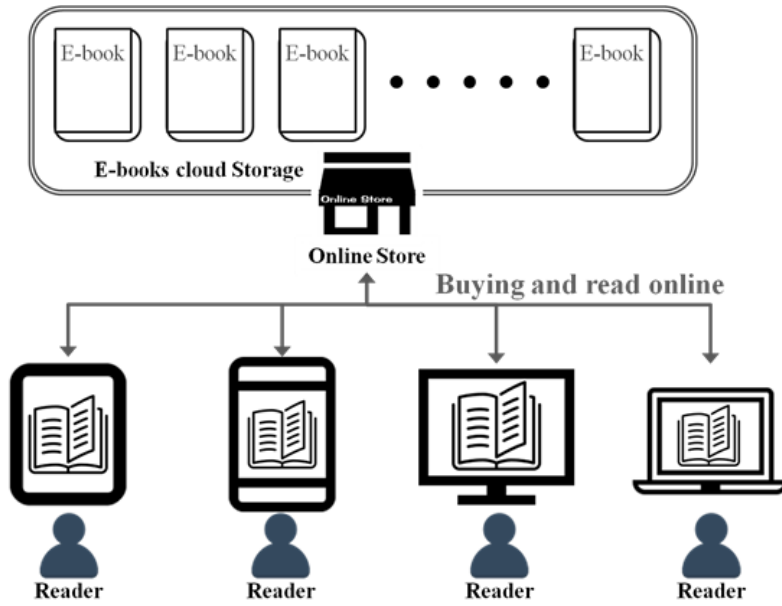 E-book E-book E-book E-book
E-books cloud Storage
Online Store
Online Store
Buying and read online
Reader Reader Reader Reader